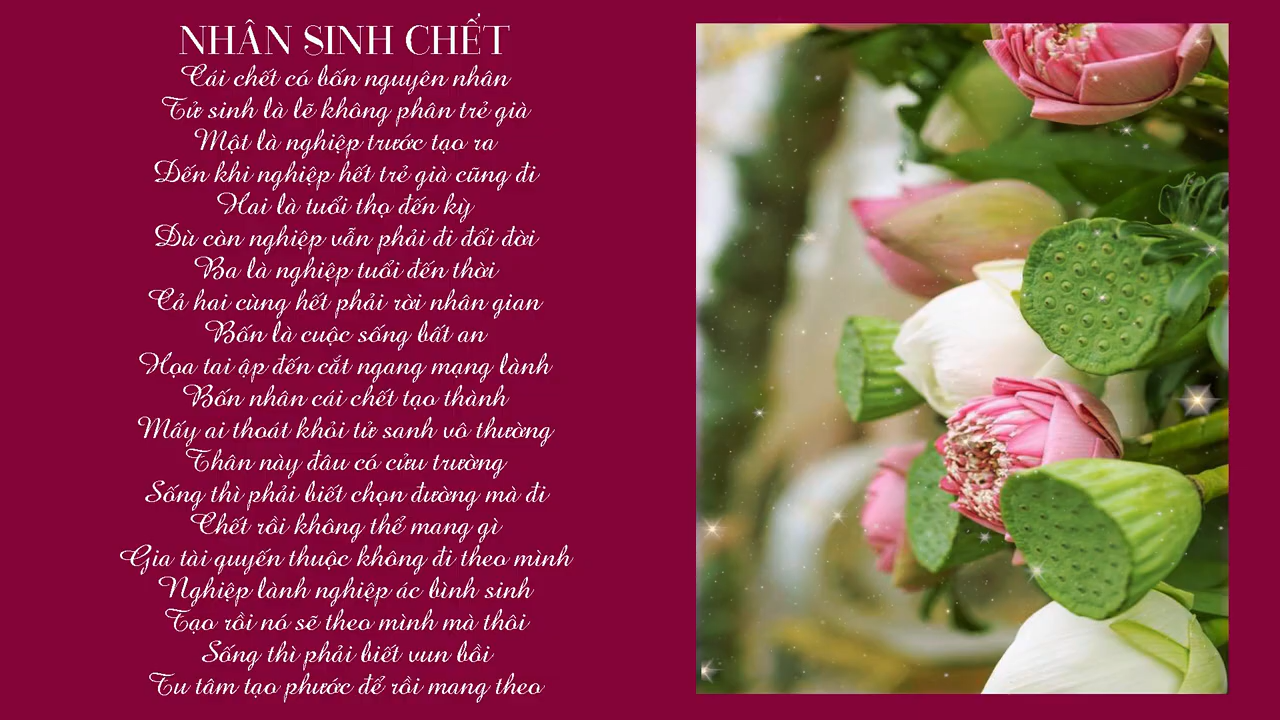 NHÂN SINH CHẾT
Cái chết có bốn nguyên nhân
Tử sinh là lẽ không phân trẻ già
Một là nghiệp trước tạo ra
Đến khi nghiệp hết trẻ già cũng đi
Hai là tuổi thọ đến kỳ
Dù còn nghiệp vẫn phải đi đổi đời
Ba là nghiệp tuổi đến thời
Cả hai cùng hết phải rời nhân gian
Bốn là cuộc sống bất an
Họa tai ập đến cắt ngang mạng lành
Bốn nhân cái chết tạo thành
Mấy ai thoát khỏi tử sanh vô thường
Thân này đâu có cửu trường
Sống thì phải biết chọn đường mà đi
Chết rồi không thể mang gì
Gia tài quyến thuộc không đi theo mình
Nghiệp lành nghiệp ác bình sinh
Tạo rồi nó sẽ theo mình mà thôi
Sống thì phải biết vun bồi
Tu tâm tạo phước để rồi mang theo